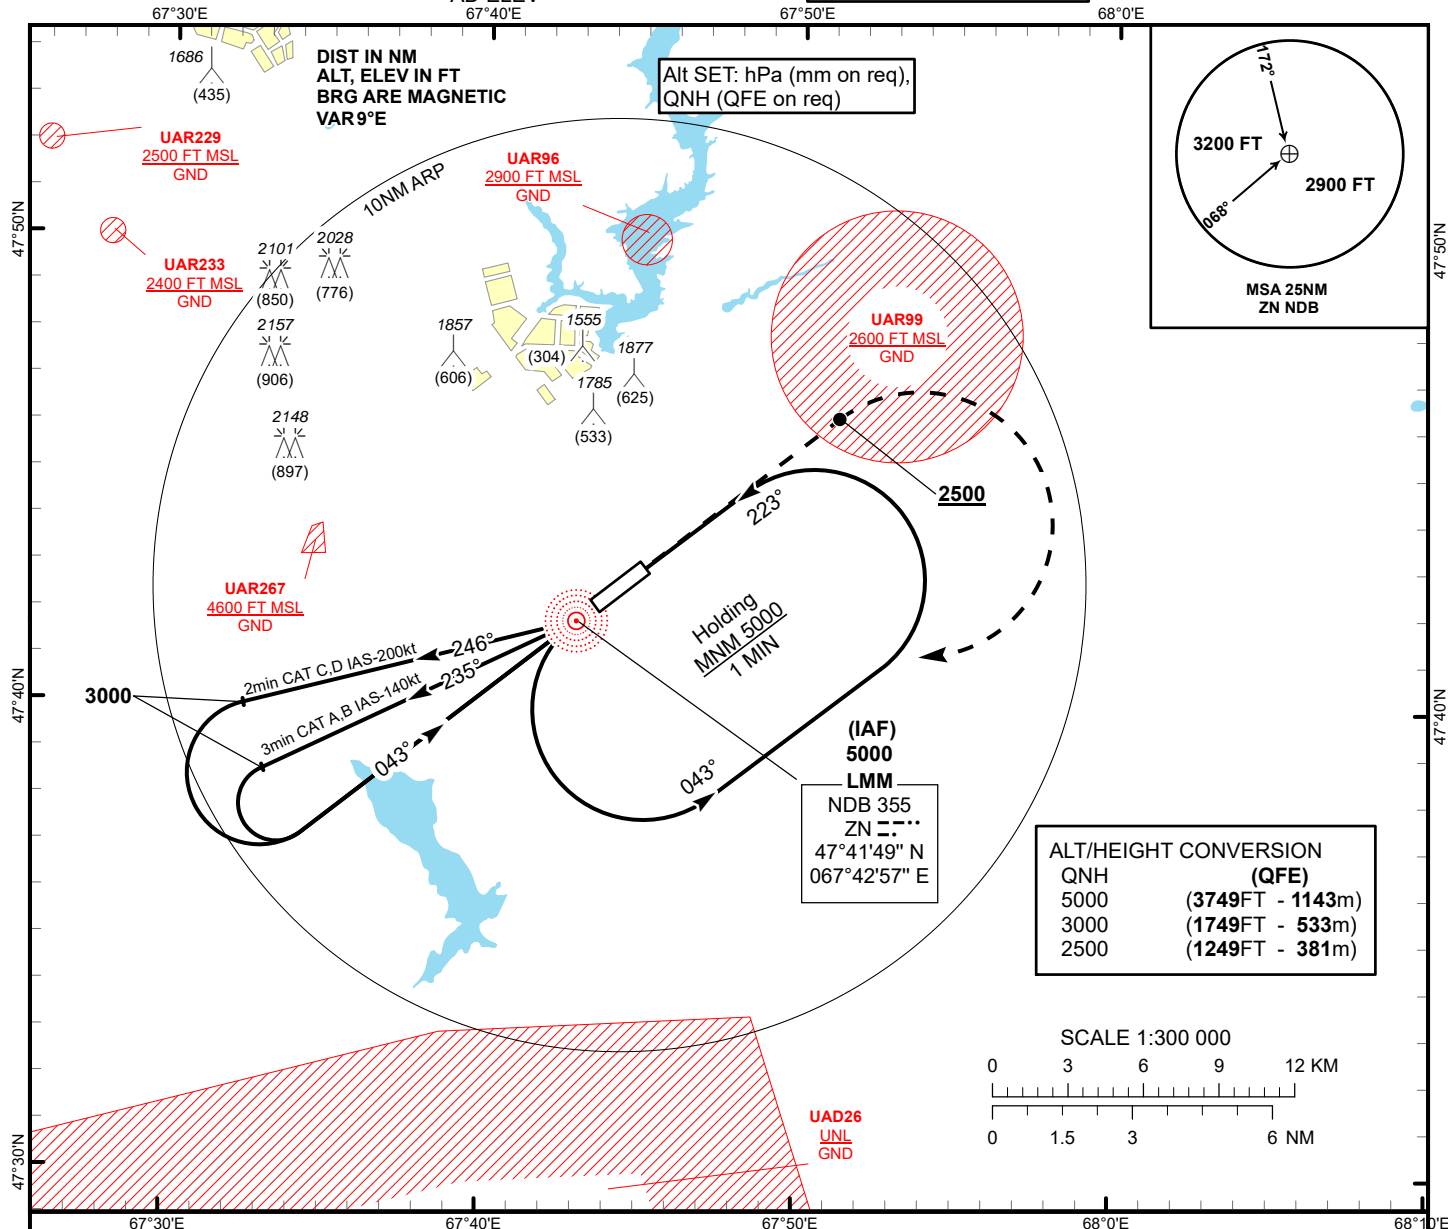 AD ELEV
67°30'E
67°40'E
67°50'E
68°0'E
1686
(435)
DIST IN NM
ALT, ELEV IN FT
BRG ARE MAGNETIC
VAR 9°E
Alt SET: hPa (mm on req),
QNH (QFE on req)
172°
3200 FT
2900 FT
068°
MSA 25NM
ZN NDB
UAR229
2500 FT MSL
GND
UAR96
2900 FT MSL
GND
10NM ARP
47°50'N
47°50'N
UAR233
2400 FT MSL
GND
2101
(850)
2028
(776)
2157
(906)
1857
(606)
1555
(304)
1877
(625)
1785
(533)
2148
(897)
UAR99
2600 FT MSL
GND
2500
223°
UAR267
4600 FT MSL
GND
Holding
MNM 5000
1 MIN
246°
2min CAT C,D IAS-200kt
235°
3min CAT A,B IAS-140kt
3000
043°
043°
47°40'N
47°40'N
(IAF)
5000
LMM
NDB 355
ZN
47°41'49" N
067°42'57" E
ALT/HEIGHT CONVERSION
QNH (QFE)
5000 (3749FT - 1143m)
3000 (1749FT - 533m)
2500 (1249FT - 381m)
SCALE 1:300 000
0 3 6 9 12 KM
0 1.5 3 6 NM
UAD26
UNL
GND
47°30'N
67°30'E
67°40'E
67°50'E
68°0'E
68°10'E